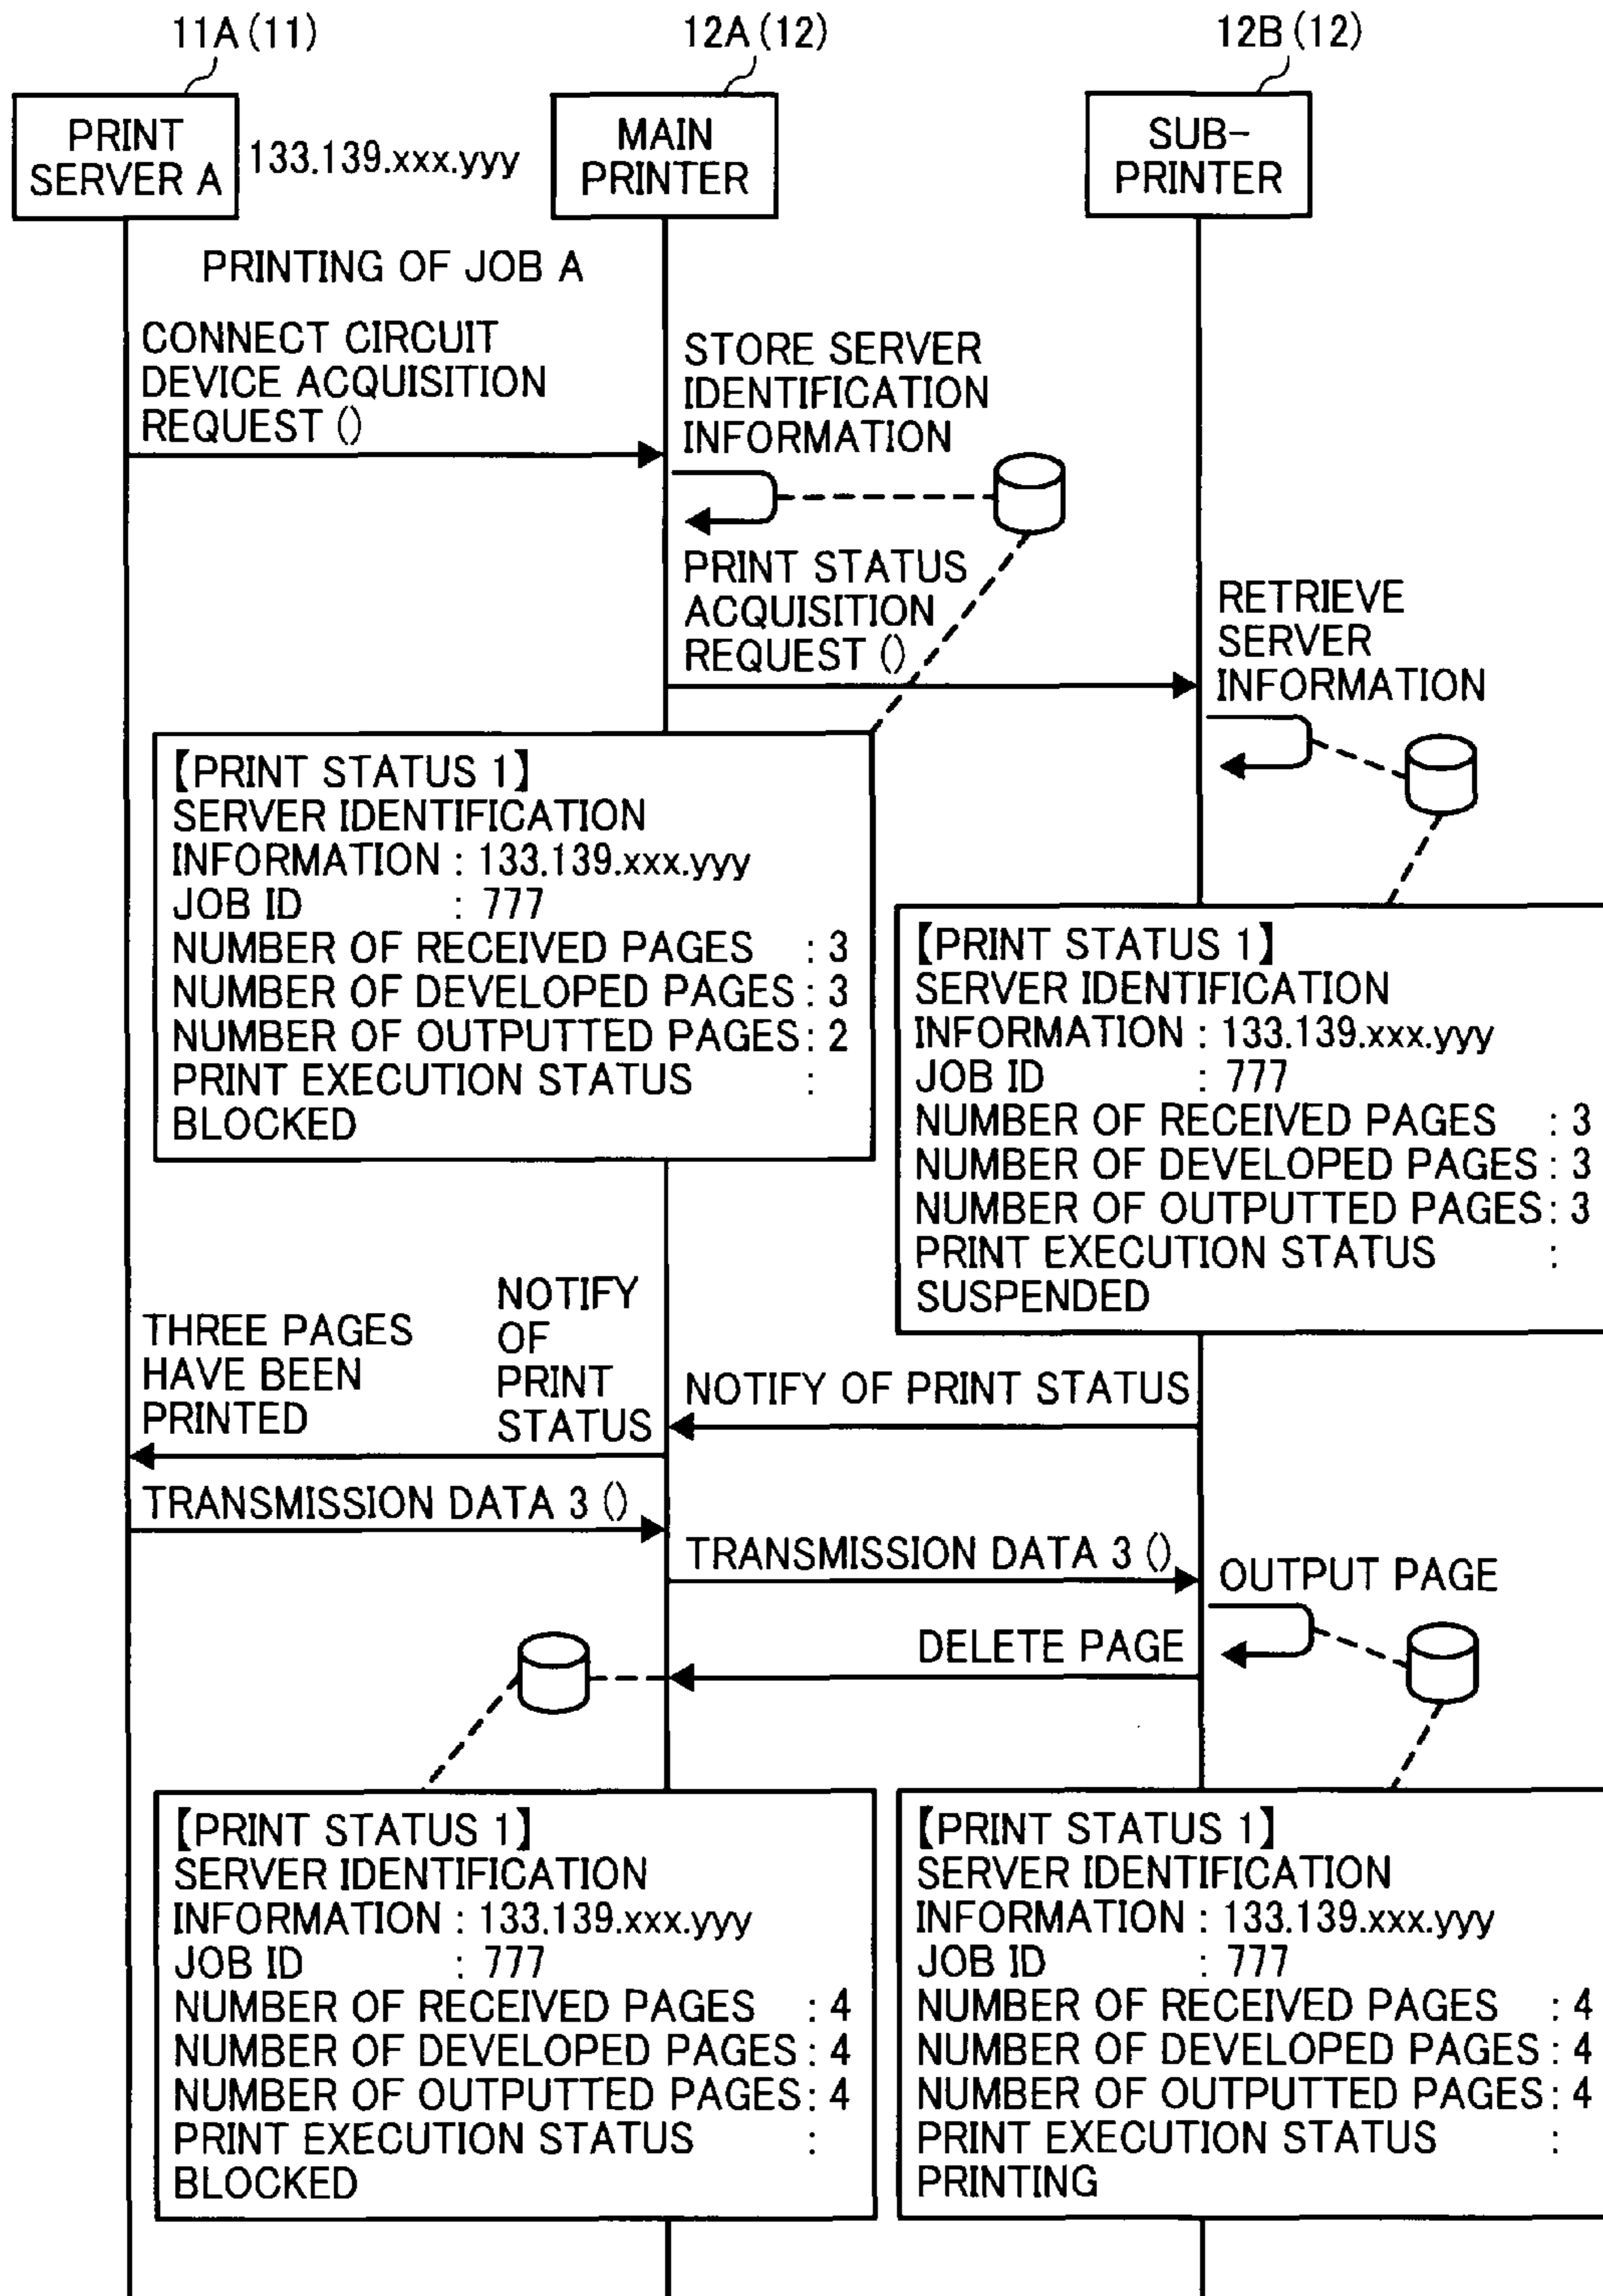 11A (11)
12A (12)
12B (12)
PRINT
SERVER A
133.139.xxx.yyy
MAIN
PRINTER
SUB-
PRINTER
PRINTING OF JOB A
CONNECT CIRCUIT
DEVICE ACQUISITION
REQUEST ()
STORE SERVER
IDENTIFICATION
INFORMATION
PRINT STATUS
ACQUISITION
REQUEST ()
RETRIEVE
SERVER
INFORMATION
【PRINT STATUS 1】
SERVER IDENTIFICATION
INFORMATION : 133.139.xxx.yyy
JOB ID : 777
NUMBER OF RECEIVED PAGES : 3
NUMBER OF DEVELOPED PAGES : 3
NUMBER OF OUTPUTTED PAGES : 2
PRINT EXECUTION STATUS :
BLOCKED
【PRINT STATUS 1】
SERVER IDENTIFICATION
INFORMATION : 133.139.xxx.yyy
JOB ID : 777
NUMBER OF RECEIVED PAGES : 3
NUMBER OF DEVELOPED PAGES : 3
NUMBER OF OUTPUTTED PAGES : 3
PRINT EXECUTION STATUS :
SUSPENDED
THREE PAGES
HAVE BEEN
PRINTED
NOTIFY
OF
PRINT
STATUS
NOTIFY OF PRINT STATUS
TRANSMISSION DATA 3 ()
TRANSMISSION DATA 3 ()
OUTPUT PAGE
DELETE PAGE
【PRINT STATUS 1】
SERVER IDENTIFICATION
INFORMATION : 133.139.xxx.yyy
JOB ID : 777
NUMBER OF RECEIVED PAGES : 4
NUMBER OF DEVELOPED PAGES : 4
NUMBER OF OUTPUTTED PAGES : 4
PRINT EXECUTION STATUS :
BLOCKED
【PRINT STATUS 1】
SERVER IDENTIFICATION
INFORMATION : 133.139.xxx.yyy
JOB ID : 777
NUMBER OF RECEIVED PAGES : 4
NUMBER OF DEVELOPED PAGES : 4
NUMBER OF OUTPUTTED PAGES : 4
PRINT EXECUTION STATUS :
PRINTING